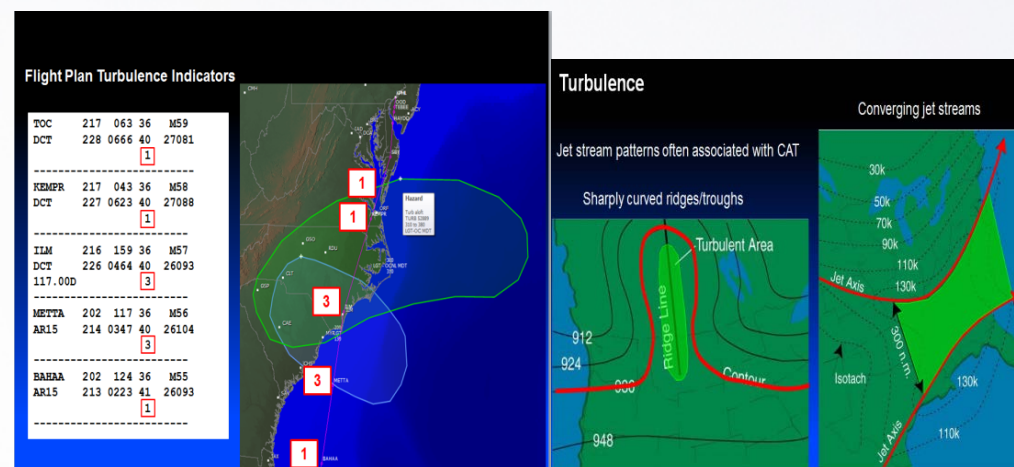 Flight Plan Turbulence Indicators
TOC 217 063 36 M59
DCT 228 0666 40 27081
1
KEMPR 217 043 36 M58
DCT 227 0623 40 27088
1
ILM 216 159 36 M57
DCT 226 0464 40 26093
117.00D 3
METTA 202 117 36 M56
AR15 214 0347 40 26104
3
BAHAA 202 124 36 M55
AR15 213 0223 41 26093
1
CMH
ACY
1
Hazard
1
RDU
3
CAE
3
METTA
1
BAHAA
Turbulence
Jet stream patterns often associated with CAT
Sharply curved ridges/troughs
Turbulent Area
Ridge Line
912
924
936
Contour
948
Converging jet streams
30k
50k
70k
90k
110k
130k
Jet Axis
300 n.m.
Isotach
130k
110k
Jet Axis